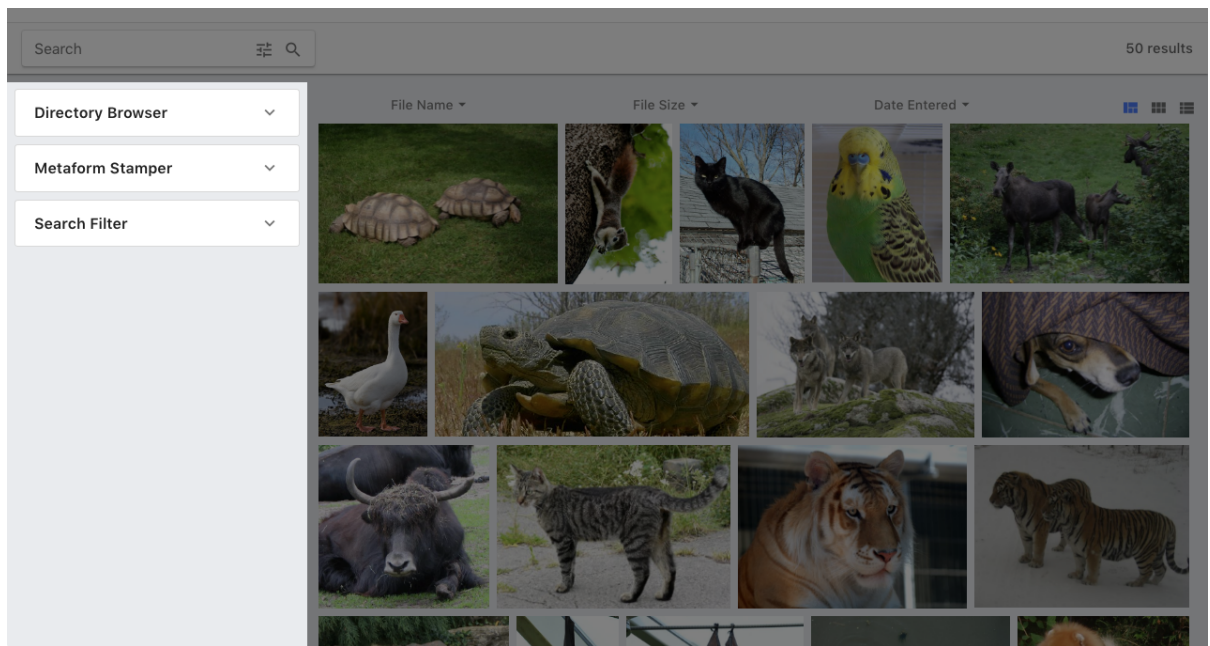 Search
50 results
Directory Browser
Metaform Stamper
Search Filter
File Name
File Size
Date Entered